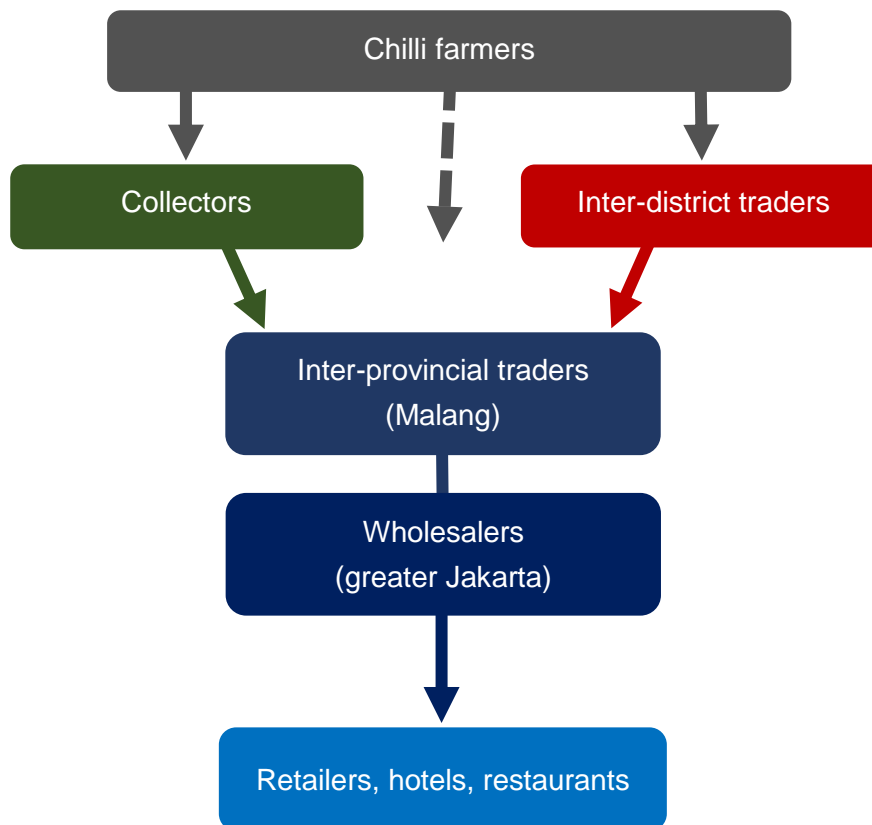 Chilli farmers
Collectors
Inter-district traders
Inter-provincial traders
(Malang)
Wholesalers
(greater Jakarta)
Retailers, hotels, restaurants